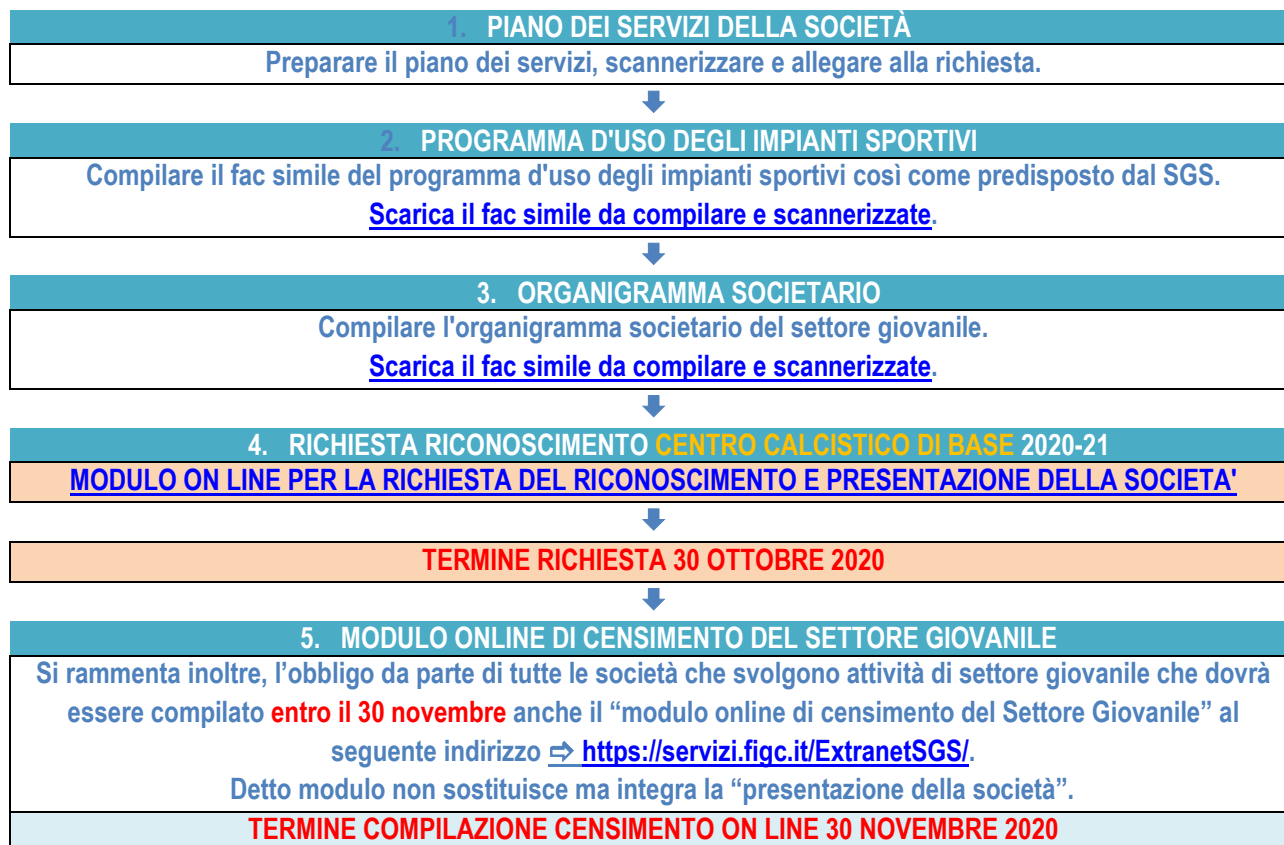 1. PIANO DEI SERVIZI DELLA SOCIETÀ
Preparare il piano dei servizi, scannerizzare e allegare alla richiesta.
2. PROGRAMMA D'USO DEGLI IMPIANTI SPORTIVI
Compilare il fac simile del programma d'uso degli impianti sportivi così come predisposto dal SGS.
Scarica il fac simile da compilare e scannerizzate.
3. ORGANIGRAMMA SOCIETARIO
Compilare l'organigramma societario del settore giovanile.
Scarica il fac simile da compilare e scannerizzate.
4. RICHIESTA RICONOSCIMENTO CENTRO CALCISTICO DI BASE 2020-21
MODULO ON LINE PER LA RICHIESTA DEL RICONOSCIMENTO E PRESENTAZIONE DELLA SOCIETA'
TERMINE RICHIESTA 30 OTTOBRE 2020
5. MODULO ONLINE DI CENSIMENTO DEL SETTORE GIOVANILE
Si rammenta inoltre, l’obbligo da parte di tutte le società che svolgono attività di settore giovanile che dovrà
essere compilato entro il 30 novembre anche il “modulo online di censimento del Settore Giovanile” al
seguente indirizzo ⇨ https://servizi.figc.it/ExtranetSGS/.
Detto modulo non sostituisce ma integra la “presentazione della società”.
TERMINE COMPILAZIONE CENSIMENTO ON LINE 30 NOVEMBRE 2020